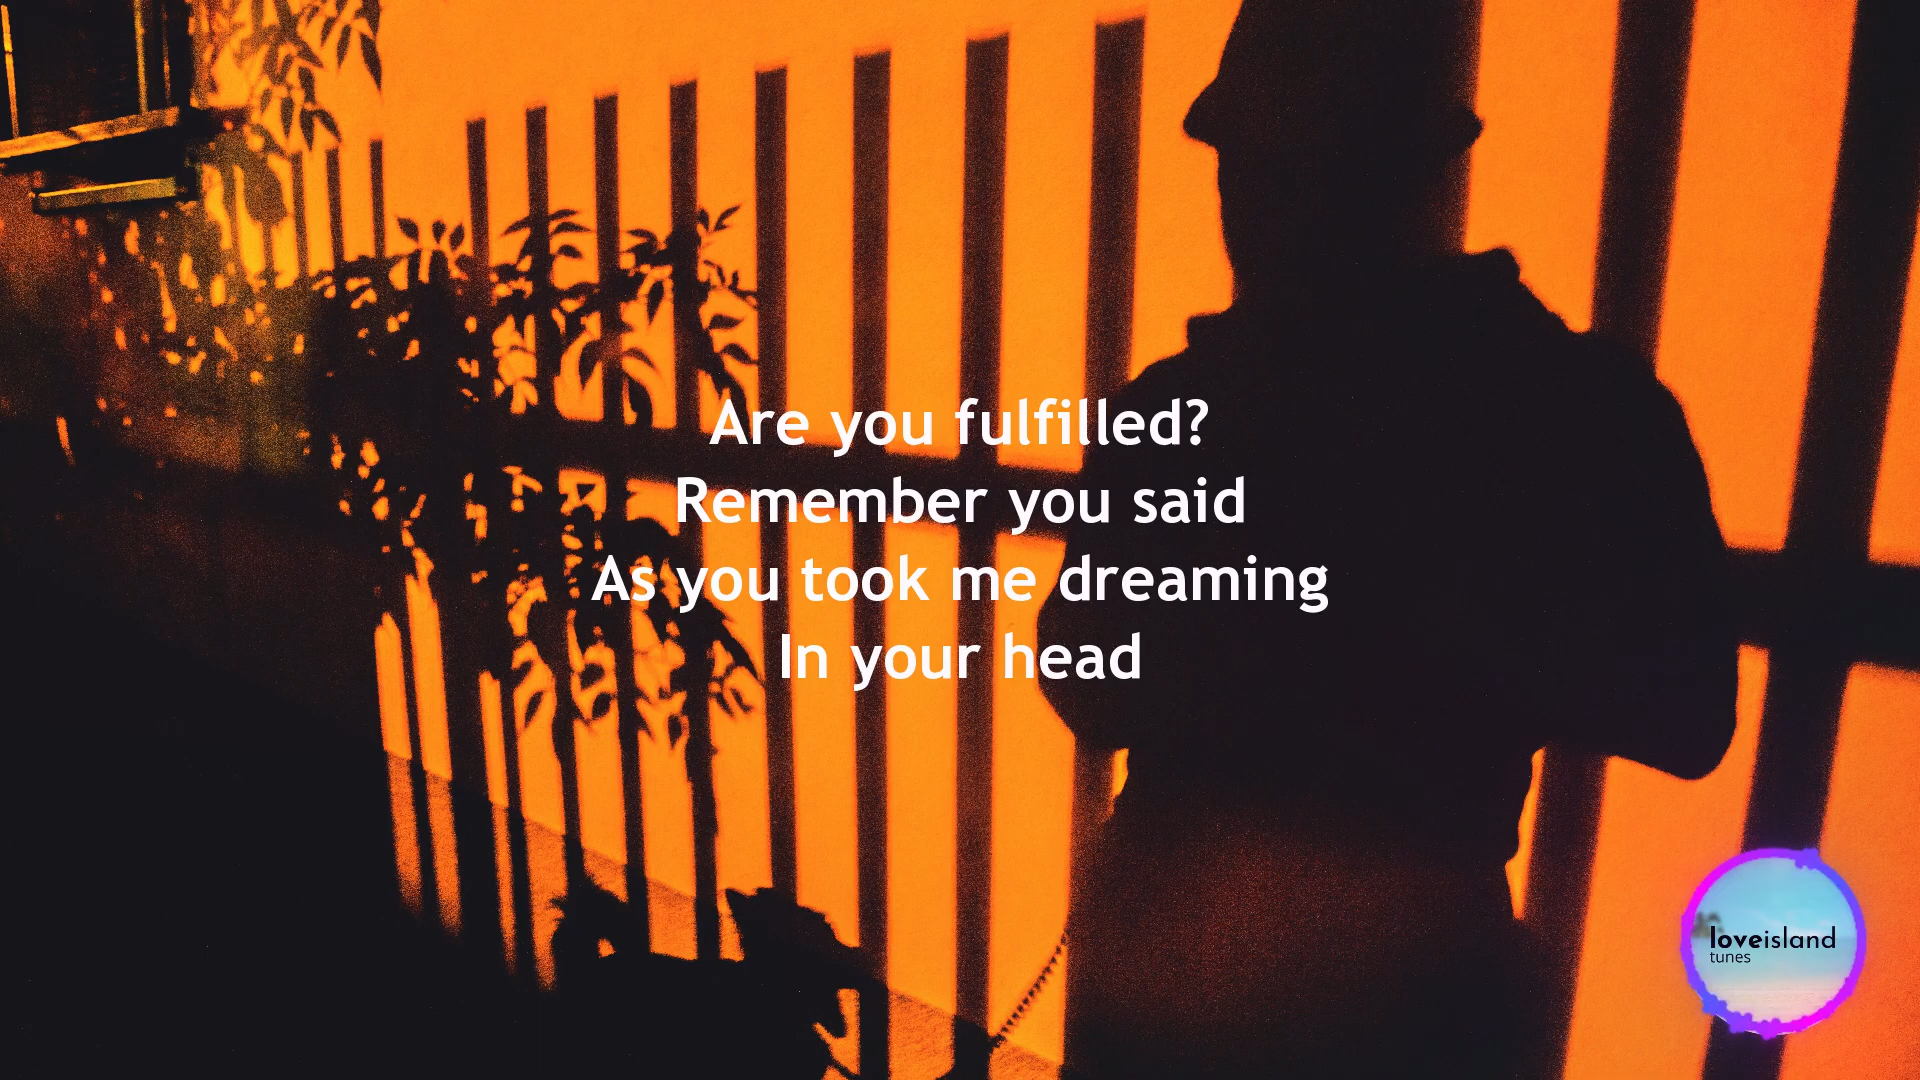 Are you fulfilled?
Remember you said
As you took me dreaming
In your head
loveisland
tunes